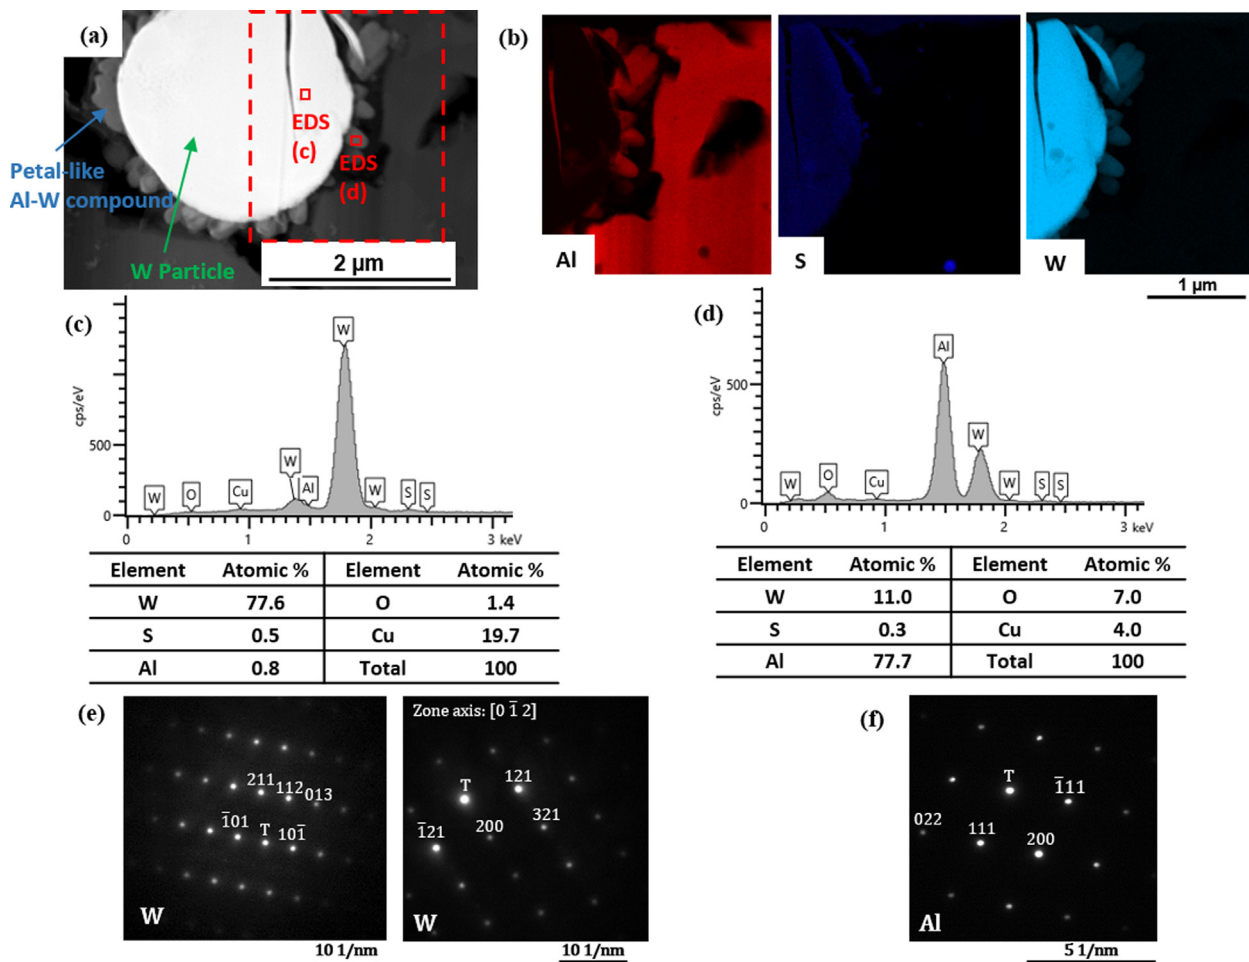 (a)
EDS
(c)
EDS
(d)
Petal-like
Al-W compound
W Particle
2 µm
(b)
Al
S
W
1 µm
(c)
cps/eV
500
0
W
O
Cu
W
Al
W
W
S
S
0
1
2
3 keV
Element Atomic % Element Atomic %
W 77.6 O 1.4
S 0.5 Cu 19.7
Al 0.8 Total 100
(d)
cps/eV
500
0
W
O
Cu
Al
W
W
S
S
0
1
2
3 keV
Element Atomic % Element Atomic %
W 11.0 O 7.0
S 0.3 Cu 4.0
Al 77.7 Total 100
(e)
211
112
013
1̅01
T
101̅
W
10 1/nm
Zone axis: [0 1̅ 2]
T
121
200
321
1̅21
W
10 1/nm
(f)
T
1̅11
022
111
200
Al
5 1/nm